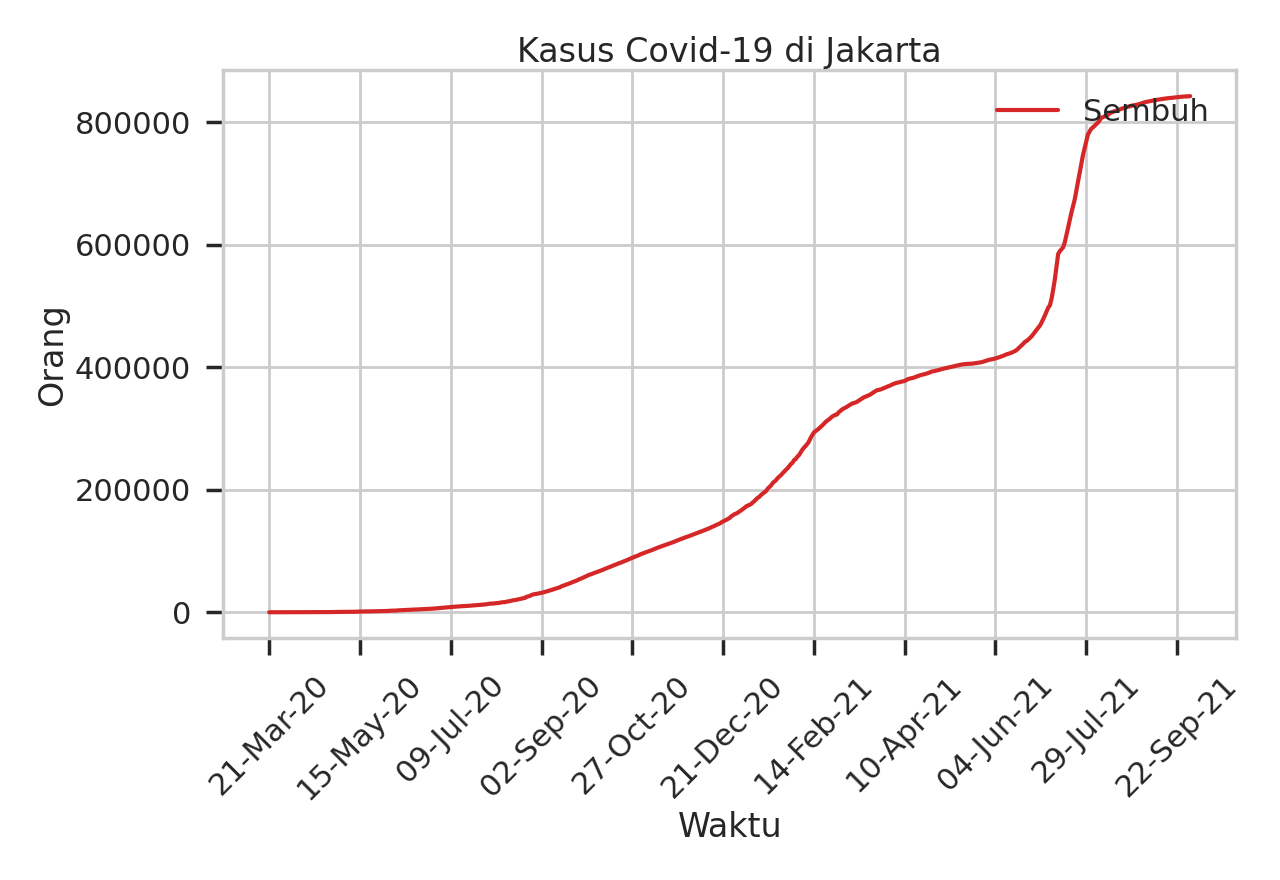 Kasus Covid-19 di Jakarta
Sembuh
800000
600000
400000
200000
0
Orang
21-Mar-20
15-May-20
09-Jul-20
02-Sep-20
27-Oct-20
21-Dec-20
14-Feb-21
10-Apr-21
04-Jun-21
29-Jul-21
22-Sep-21
Waktu